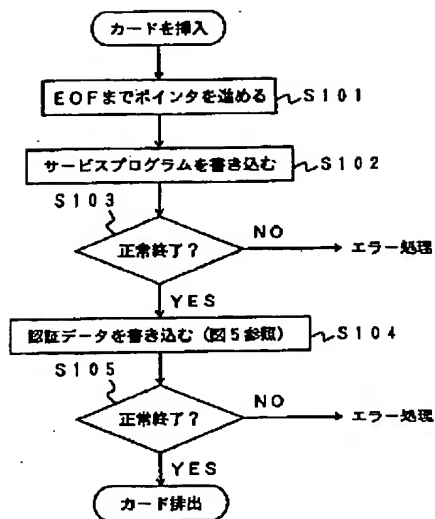 カードを挿入
EOFまでポインタを進める
S101
サービスプログラムを書き込む
S102
S103
正常終了?
NO
エラー処理
YES
認証データを書き込む(図5参照)
S104
S105
正常終了?
NO
エラー処理
YES
カード排出